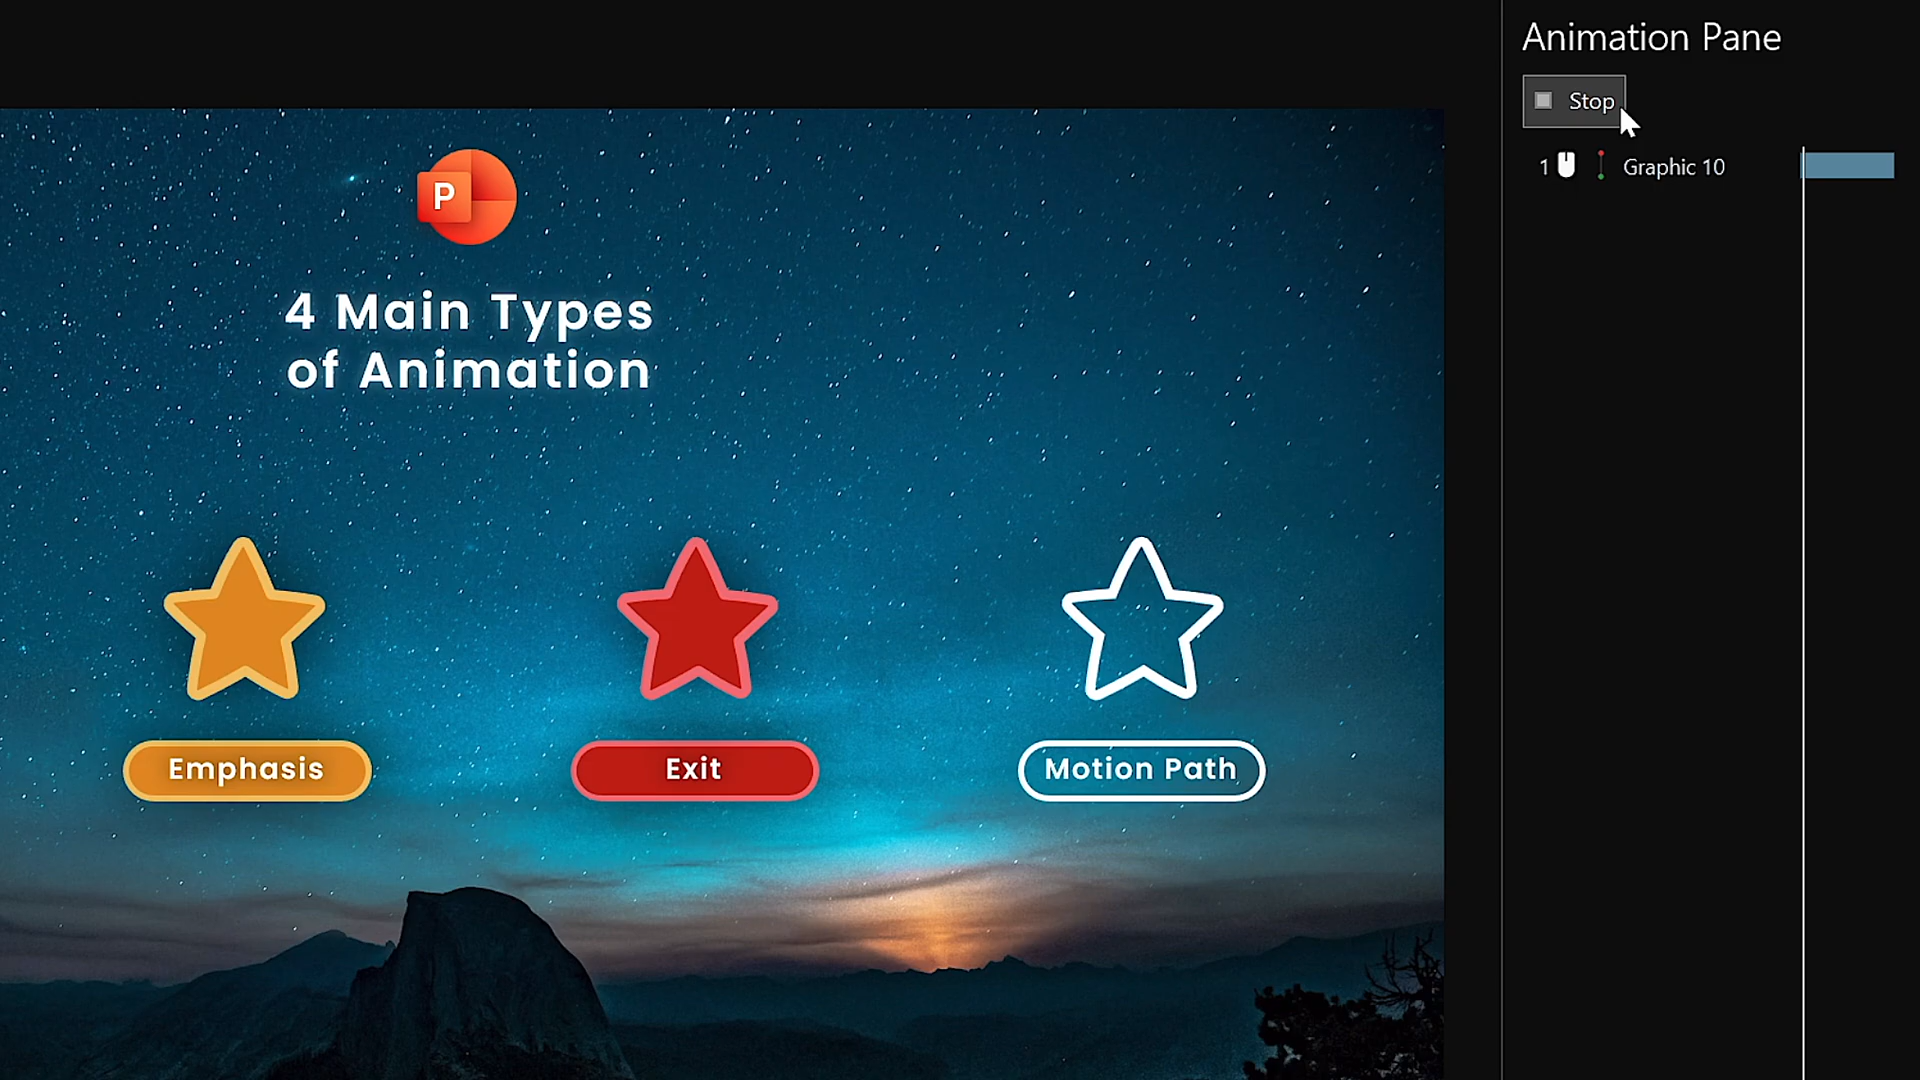 Animation Pane
Stop
1 Graphic 10
P
4 Main Types
of Animation
Emphasis
Exit
Motion Path